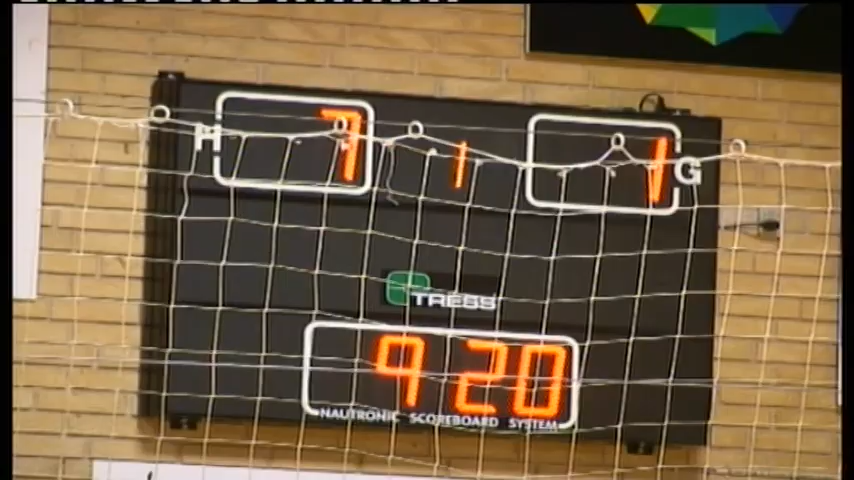 H 7 1 1 G
TRESS
9 20
NAUTRONIC SCOREBOARD SYSTEM